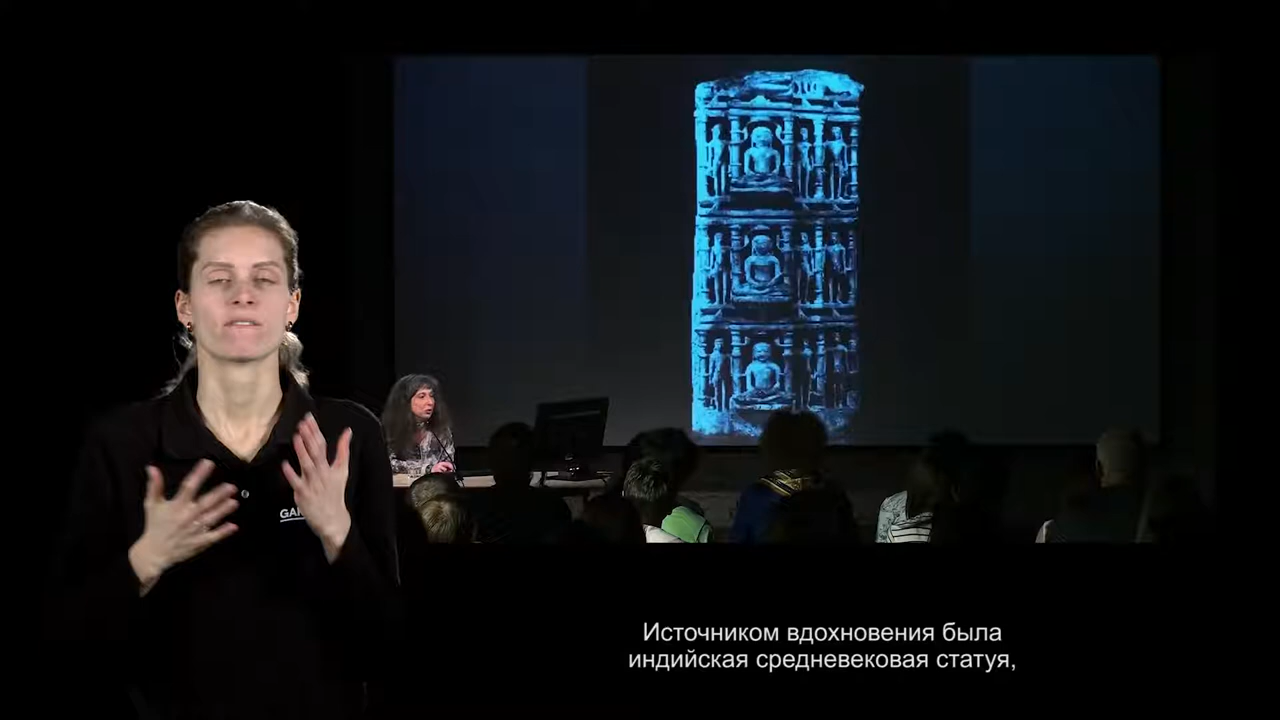 Источником вдохновения была
индийская средневековая статуя,